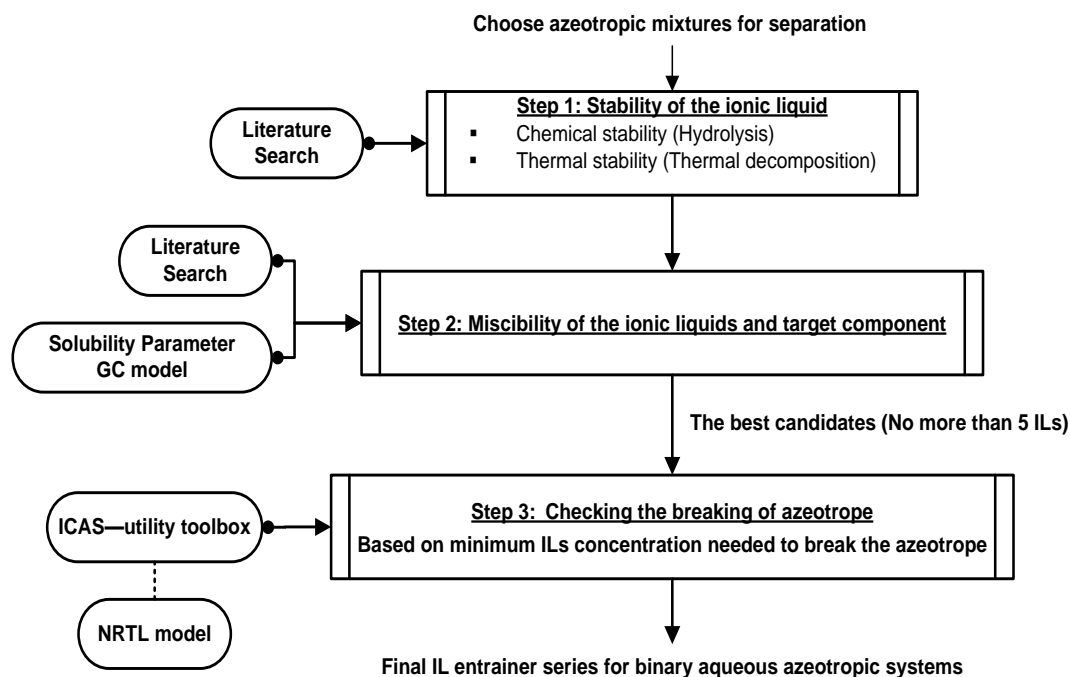 Choose azeotropic mixtures for separation
Step 1: Stability of the ionic liquid
▪ Chemical stability (Hydrolysis)
▪ Thermal stability (Thermal decomposition)
Literature
Search
Literature
Search
Solubility Parameter
GC model
Step 2: Miscibility of the ionic liquids and target component
The best candidates (No more than 5 ILs)
Step 3: Checking the breaking of azeotrope
Based on minimum ILs concentration needed to break the azeotrope
ICAS—utility toolbox
NRTL model
Final IL entrainer series for binary aqueous azeotropic systems